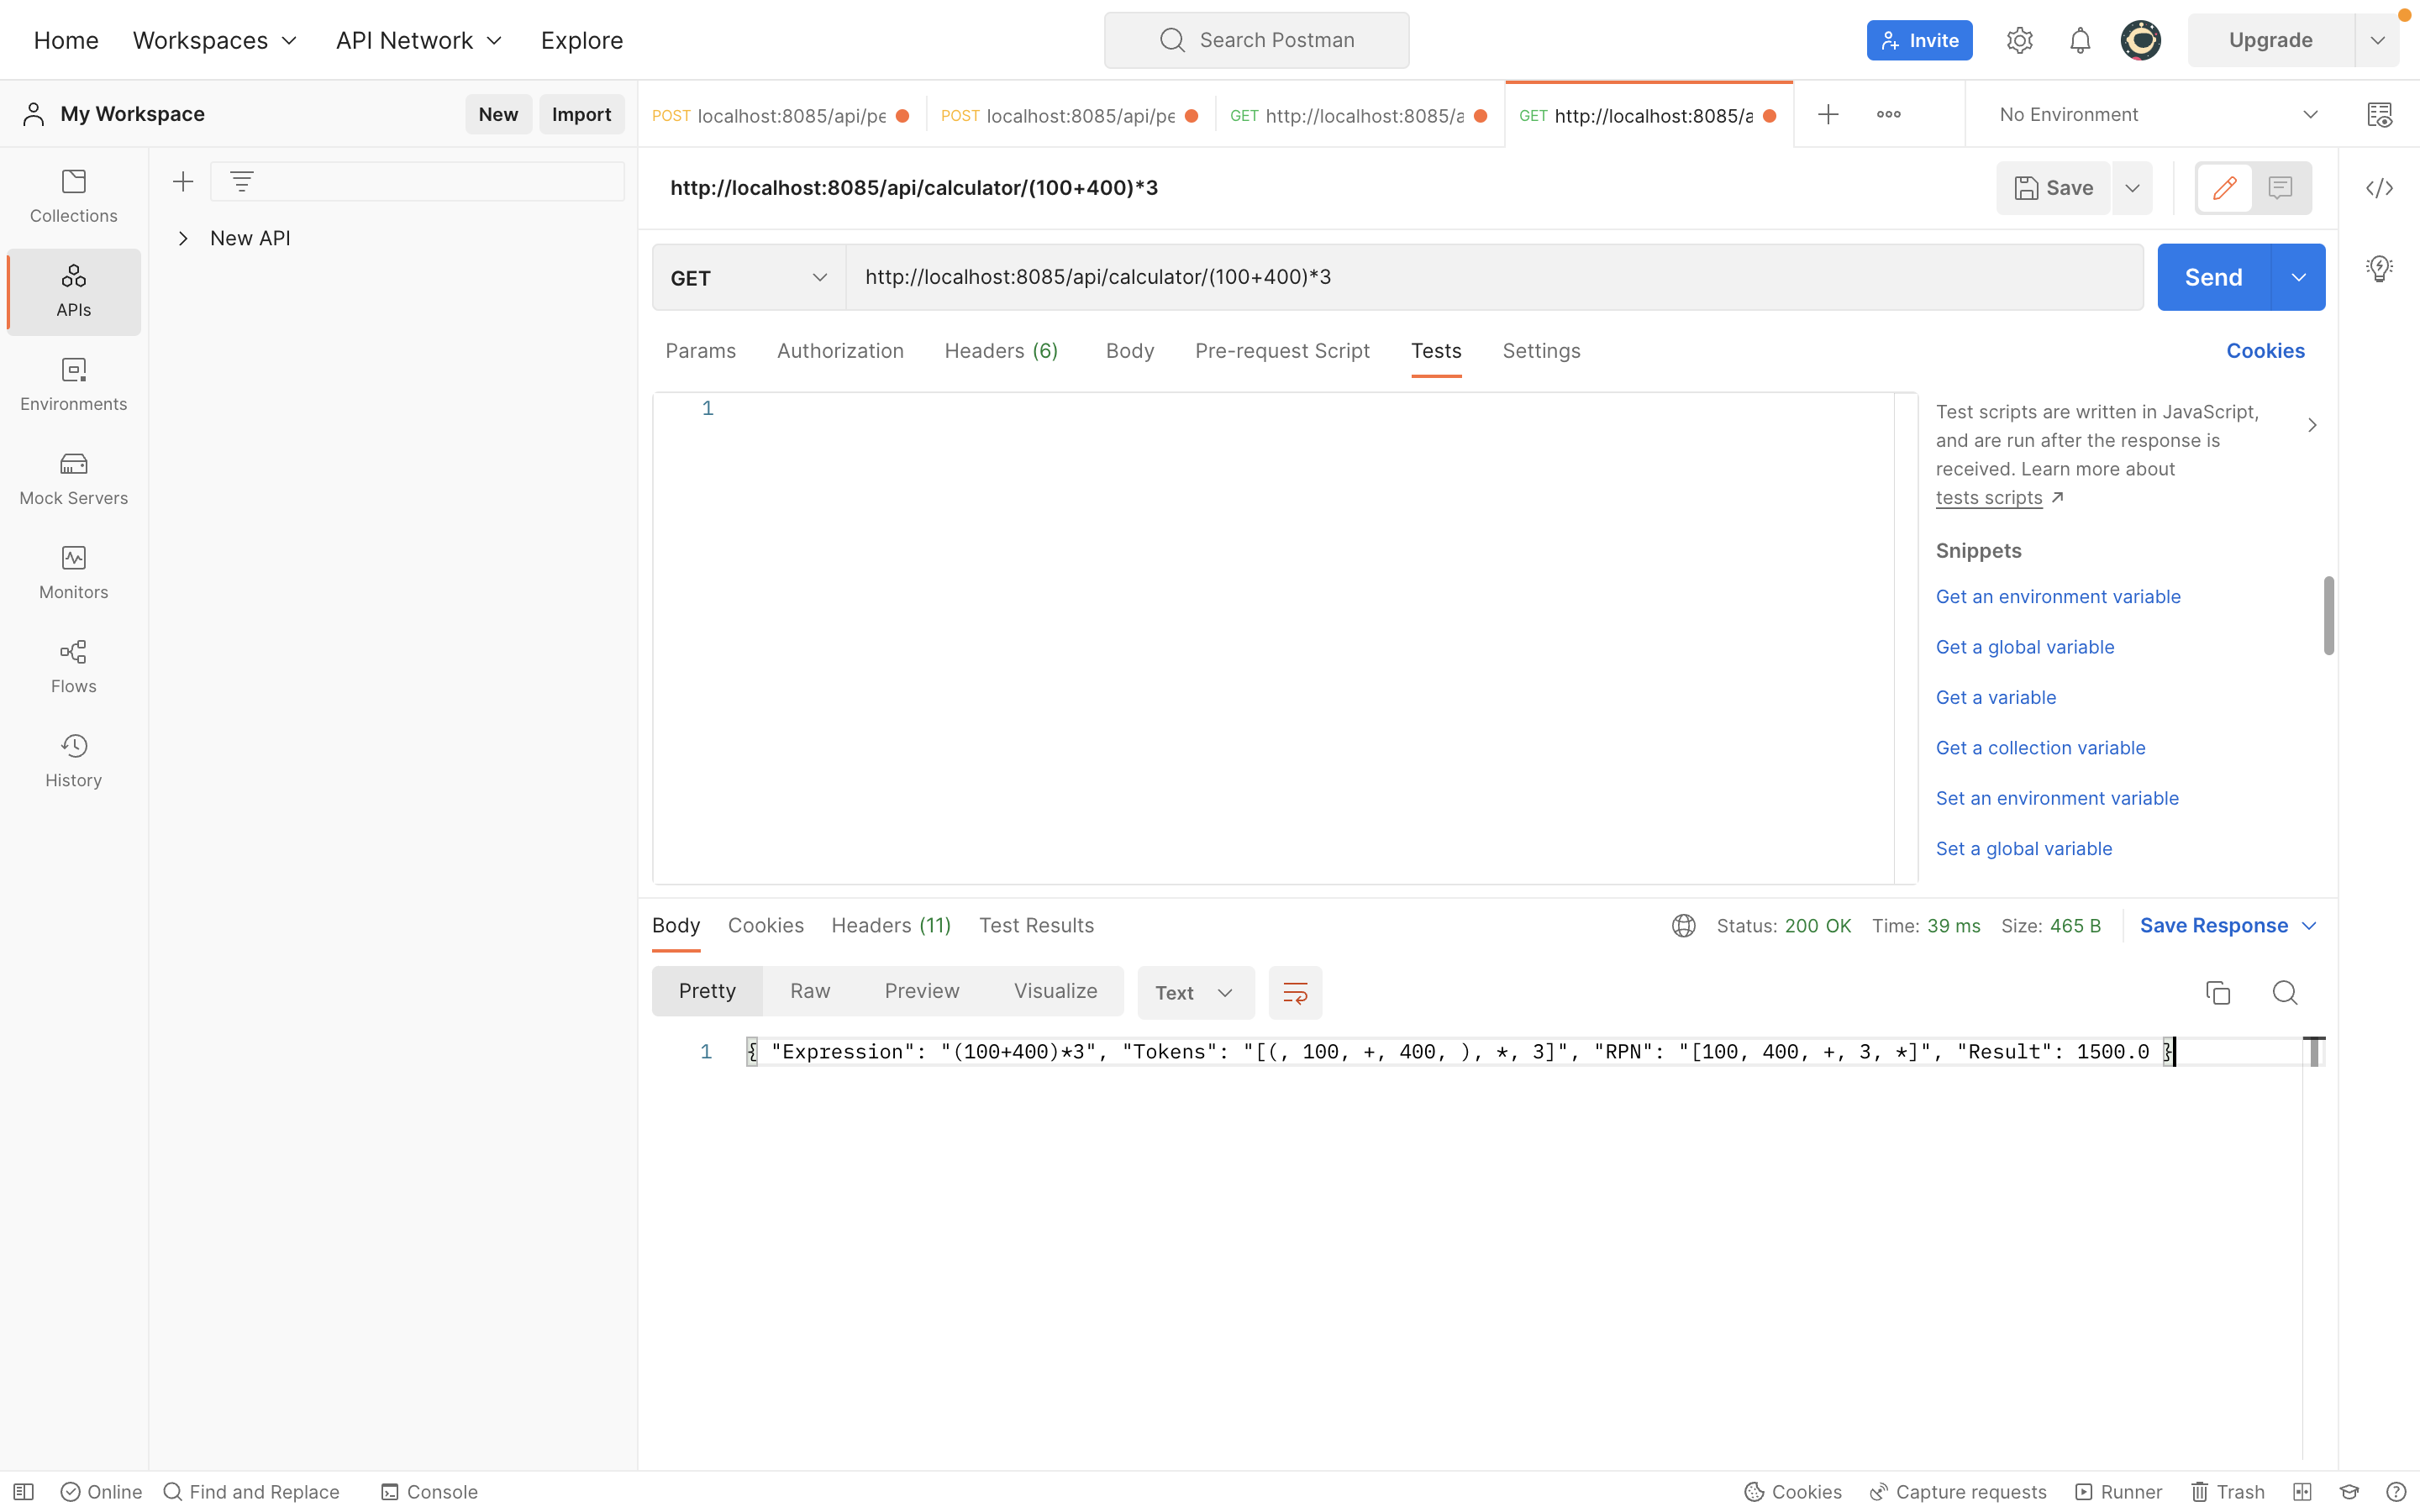 Home Workspaces API Network Explore Search Postman Invite Upgrade
My Workspace New Import
POST localhost:8085/api/pe POST localhost:8085/api/pe GET http://localhost:8085/a GET http://localhost:8085/a No Environment
Collections
APIs
Environments
Mock Servers
Monitors
Flows
History
New API
http://localhost:8085/api/calculator/(100+400)*3 Save
GET http://localhost:8085/api/calculator/(100+400)*3 Send
Params Authorization Headers (6) Body Pre-request Script Tests Settings Cookies
1
Test scripts are written in JavaScript,
and are run after the response is
received. Learn more about
tests scripts
Snippets
Get an environment variable
Get a global variable
Get a variable
Get a collection variable
Set an environment variable
Set a global variable
Body Cookies Headers (11) Test Results Status: 200 OK Time: 39 ms Size: 465 B Save Response
Pretty Raw Preview Visualize Text
1 { "Expression": "(100+400)*3", "Tokens": "[(, 100, +, 400, ), *, 3]", "RPN": "[100, 400, +, 3, *]", "Result": 1500.0 }
Online Find and Replace Console Cookies Capture requests Runner Trash